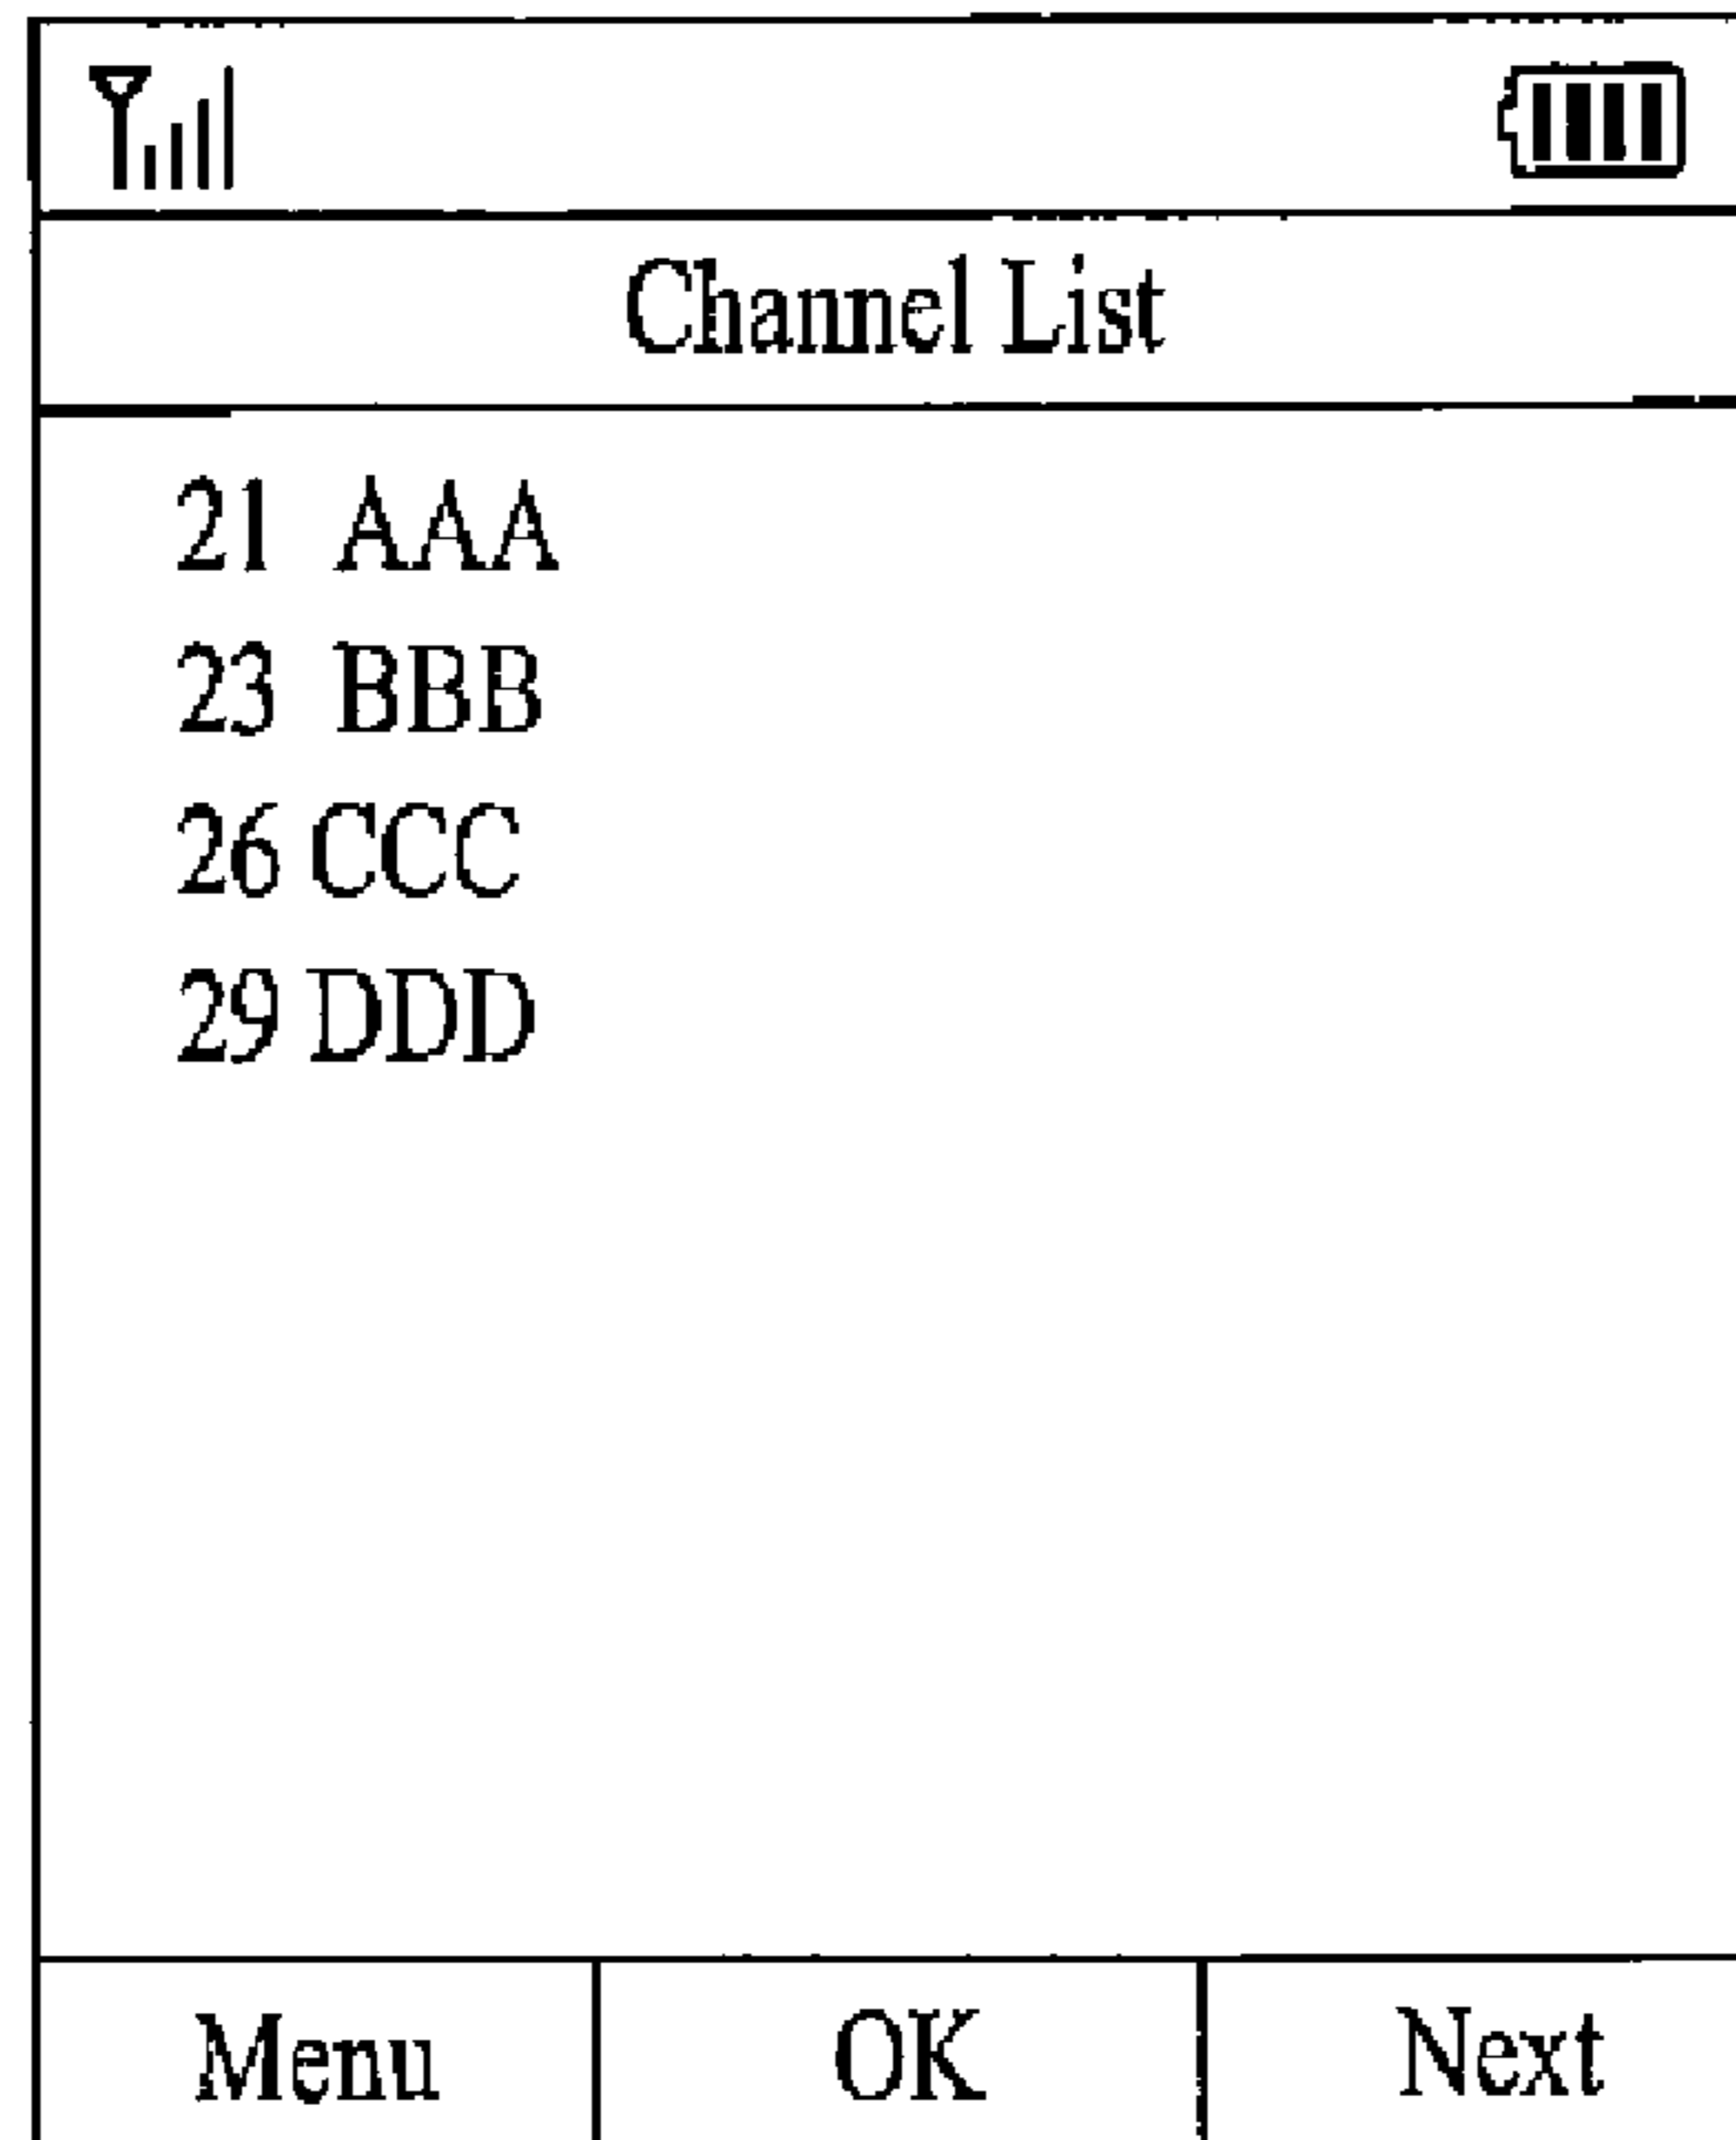 Channel List
21 AAA
23 BBB
26 CCC
29 DDD
Menu OK Next